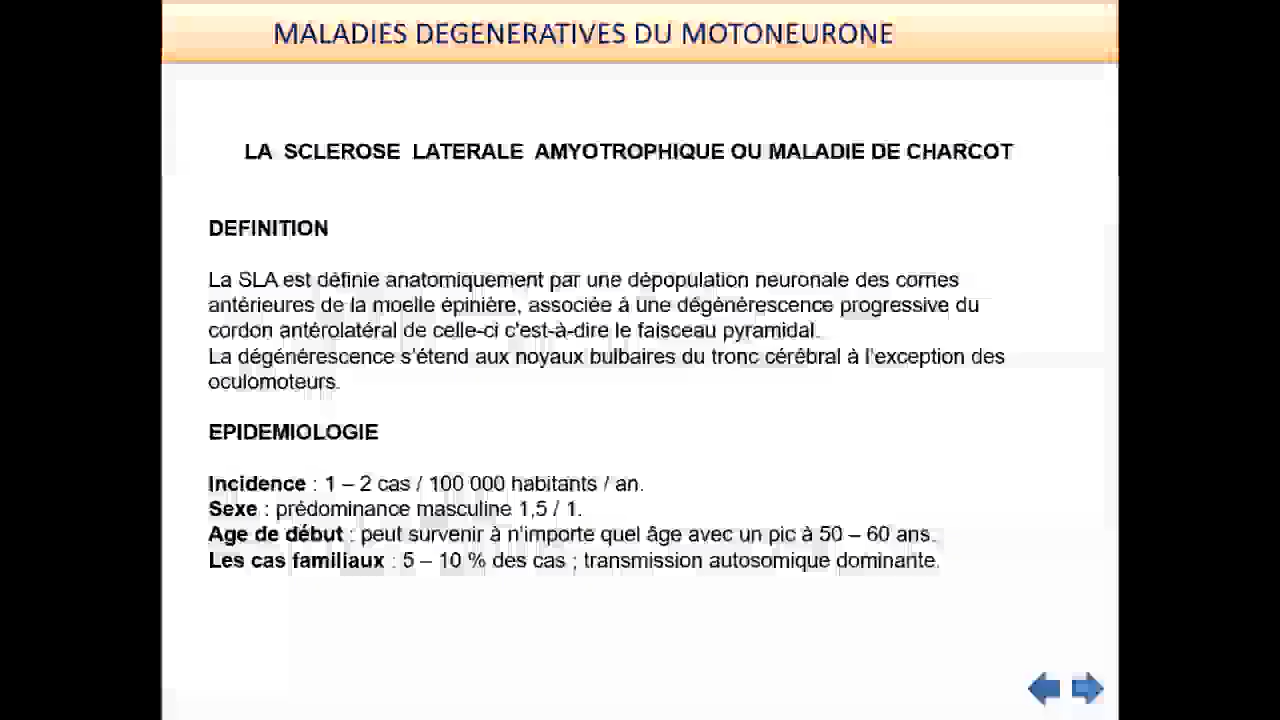 MALADIES DEGENERATIVES DU MOTONEURONE
LA SCLEROSE LATERALE AMYOTROPHIQUE OU MALADIE DE CHARCOT
DEFINITION
La SLA est définie anatomiquement par une dépopulation neuronale des cornes
antérieures de la moelle épinière, associée à une dégénérescence progressive du
cordon antérolatéral de celle-ci c'est-à-dire le faisceau pyramidal.
La dégénérescence s'étend aux noyaux bulbaires du tronc cérébral à l'exception des
oculomoteurs.
EPIDEMIOLOGIE
Incidence : 1 – 2 cas / 100 000 habitants / an.
Sexe : prédominance masculine 1,5 / 1.
Age de début : peut survenir à n'importe quel âge avec un pic à 50 – 60 ans.
Les cas familiaux : 5 – 10 % des cas ; transmission autosomique dominante.